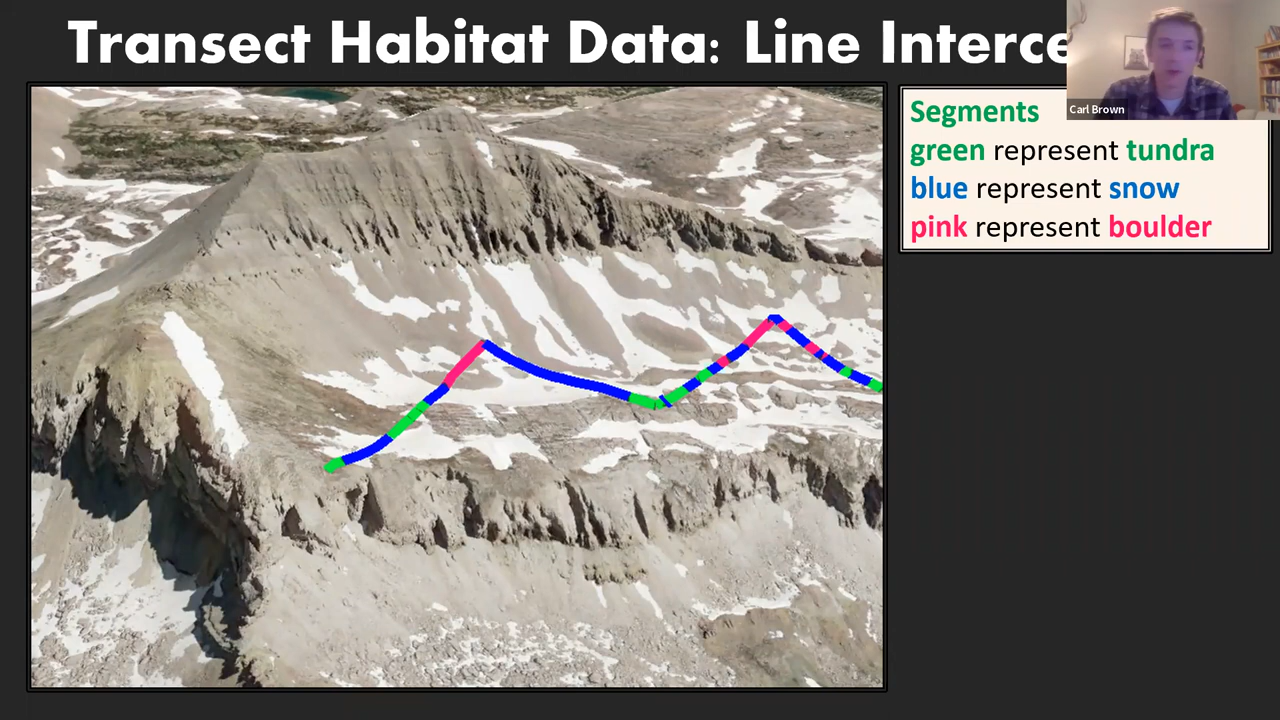 Transect Habitat Data: Line Interce
Carl Brown
Segments
green represent tundra
blue represent snow
pink represent boulder